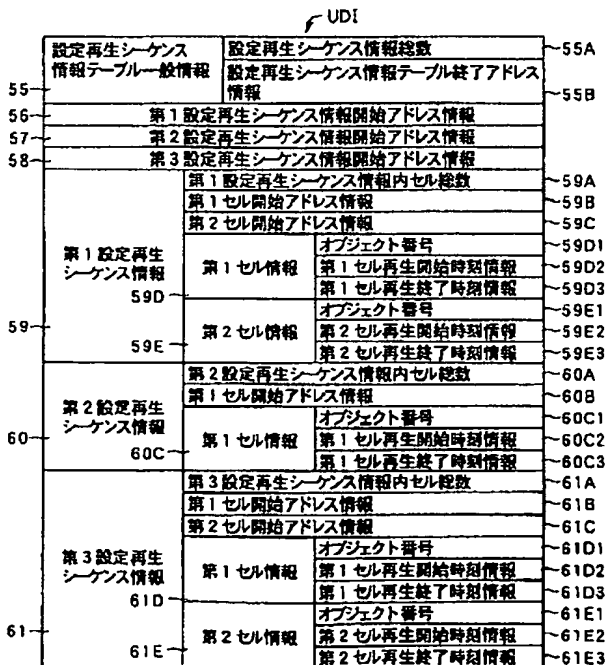 UDI
設定再生シーケンス
情報テーブル一般情報
55
設定再生シーケンス情報総数
55A
設定再生シーケンス情報テーブル終了アドレス
情報
55B
56
第1設定再生シーケンス情報開始アドレス情報
57
第2設定再生シーケンス情報開始アドレス情報
58
第3設定再生シーケンス情報開始アドレス情報
第1設定再生
シーケンス情報
59
第1設定再生シーケンス情報内セル総数
59A
第1セル開始アドレス情報
59B
第2セル開始アドレス情報
59C
第1セル情報
59D
オブジェクト番号
59D1
第1セル再生開始時刻情報
59D2
第1セル再生終了時刻情報
59D3
第2セル情報
59E
オブジェクト番号
59E1
第2セル再生開始時刻情報
59E2
第2セル再生終了時刻情報
59E3
第2設定再生
シーケンス情報
60
第2設定再生シーケンス情報内セル総数
60A
第1セル開始アドレス情報
60B
第1セル情報
60C
オブジェクト番号
60C1
第1セル再生開始時刻情報
60C2
第1セル再生終了時刻情報
60C3
第3設定再生
シーケンス情報
61
第3設定再生シーケンス情報内セル総数
61A
第1セル開始アドレス情報
61B
第2セル開始アドレス情報
61C
第1セル情報
61D
オブジェクト番号
61D1
第1セル再生開始時刻情報
61D2
第1セル再生終了時刻情報
61D3
第2セル情報
61E
オブジェクト番号
61E1
第2セル再生開始時刻情報
61E2
第2セル再生終了時刻情報
61E3